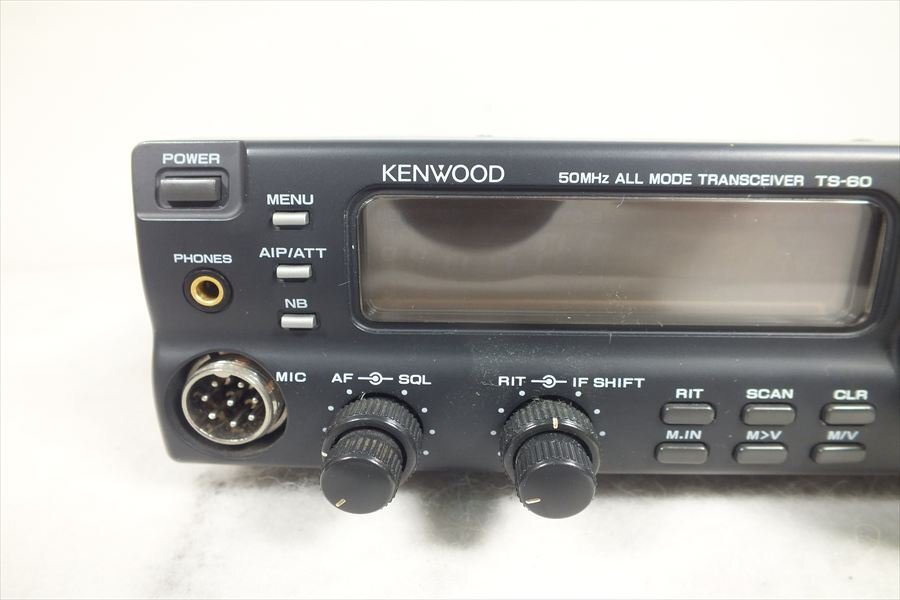 POWER
KENWOOD
50MHz ALL MODE TRANSCEIVER TS-60
MENU
AIP/ATT
PHONES
NB
MIC
AF SQL
RIT IF SHIFT
RIT SCAN CLR
M.IN M>V M/V